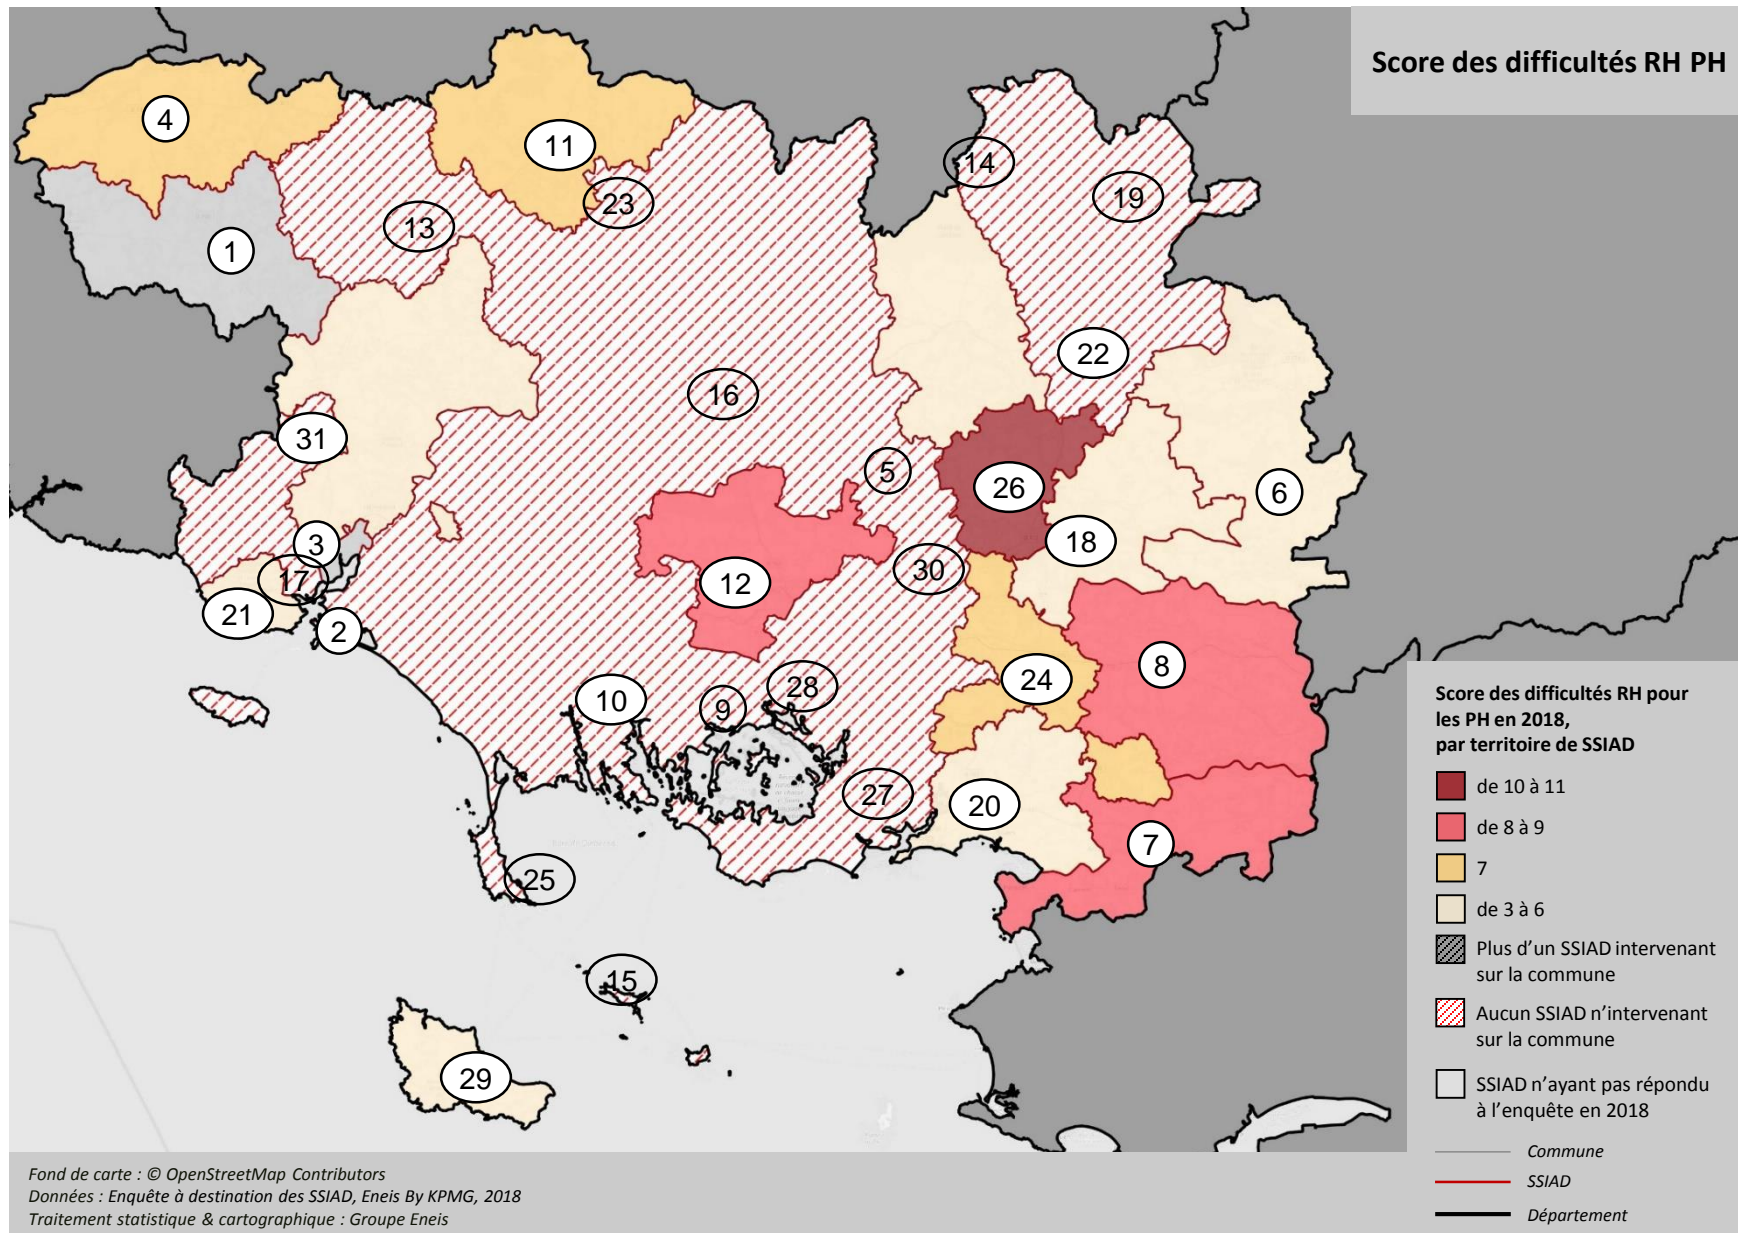 Score des difficultés RH PH
4
11
14
19
23
13
1
22
16
31
5
26
6
3
18
17
12
30
21
2
8
24
28
10
9
27
20
7
25
15
29
Score des difficultés RH pour
les PH en 2018,
par territoire de SSIAD
de 10 à 11
de 8 à 9
7
de 3 à 6
Plus d’un SSIAD intervenant
sur la commune
Aucun SSIAD n’intervenant
sur la commune
SSIAD n’ayant pas répondu
à l’enquête en 2018
Commune
SSIAD
Département
Fond de carte : © OpenStreetMap Contributors
Données : Enquête à destination des SSIAD, Eneis By KPMG, 2018
Traitement statistique & cartographique : Groupe Eneis